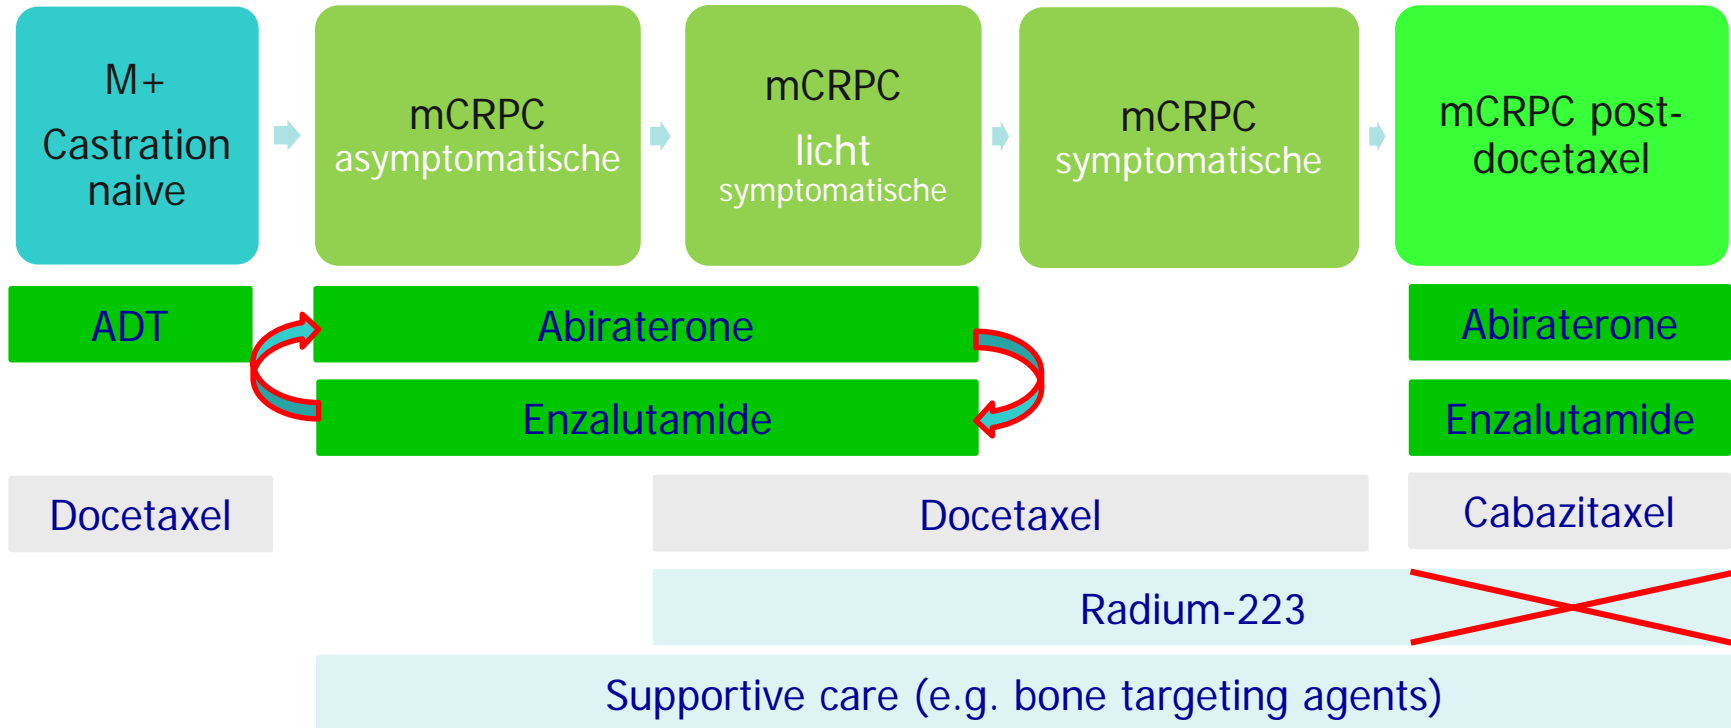 M+
Castration
naive
mCRPC
asymptomatische
mCRPC
licht
symptomatische
mCRPC
symptomatische
mCRPC post-
docetaxel
ADT
Abiraterone
Abiraterone
Enzalutamide
Enzalutamide
Docetaxel
Docetaxel
Cabazitaxel
Radium-223
Supportive care (e.g. bone targeting agents)